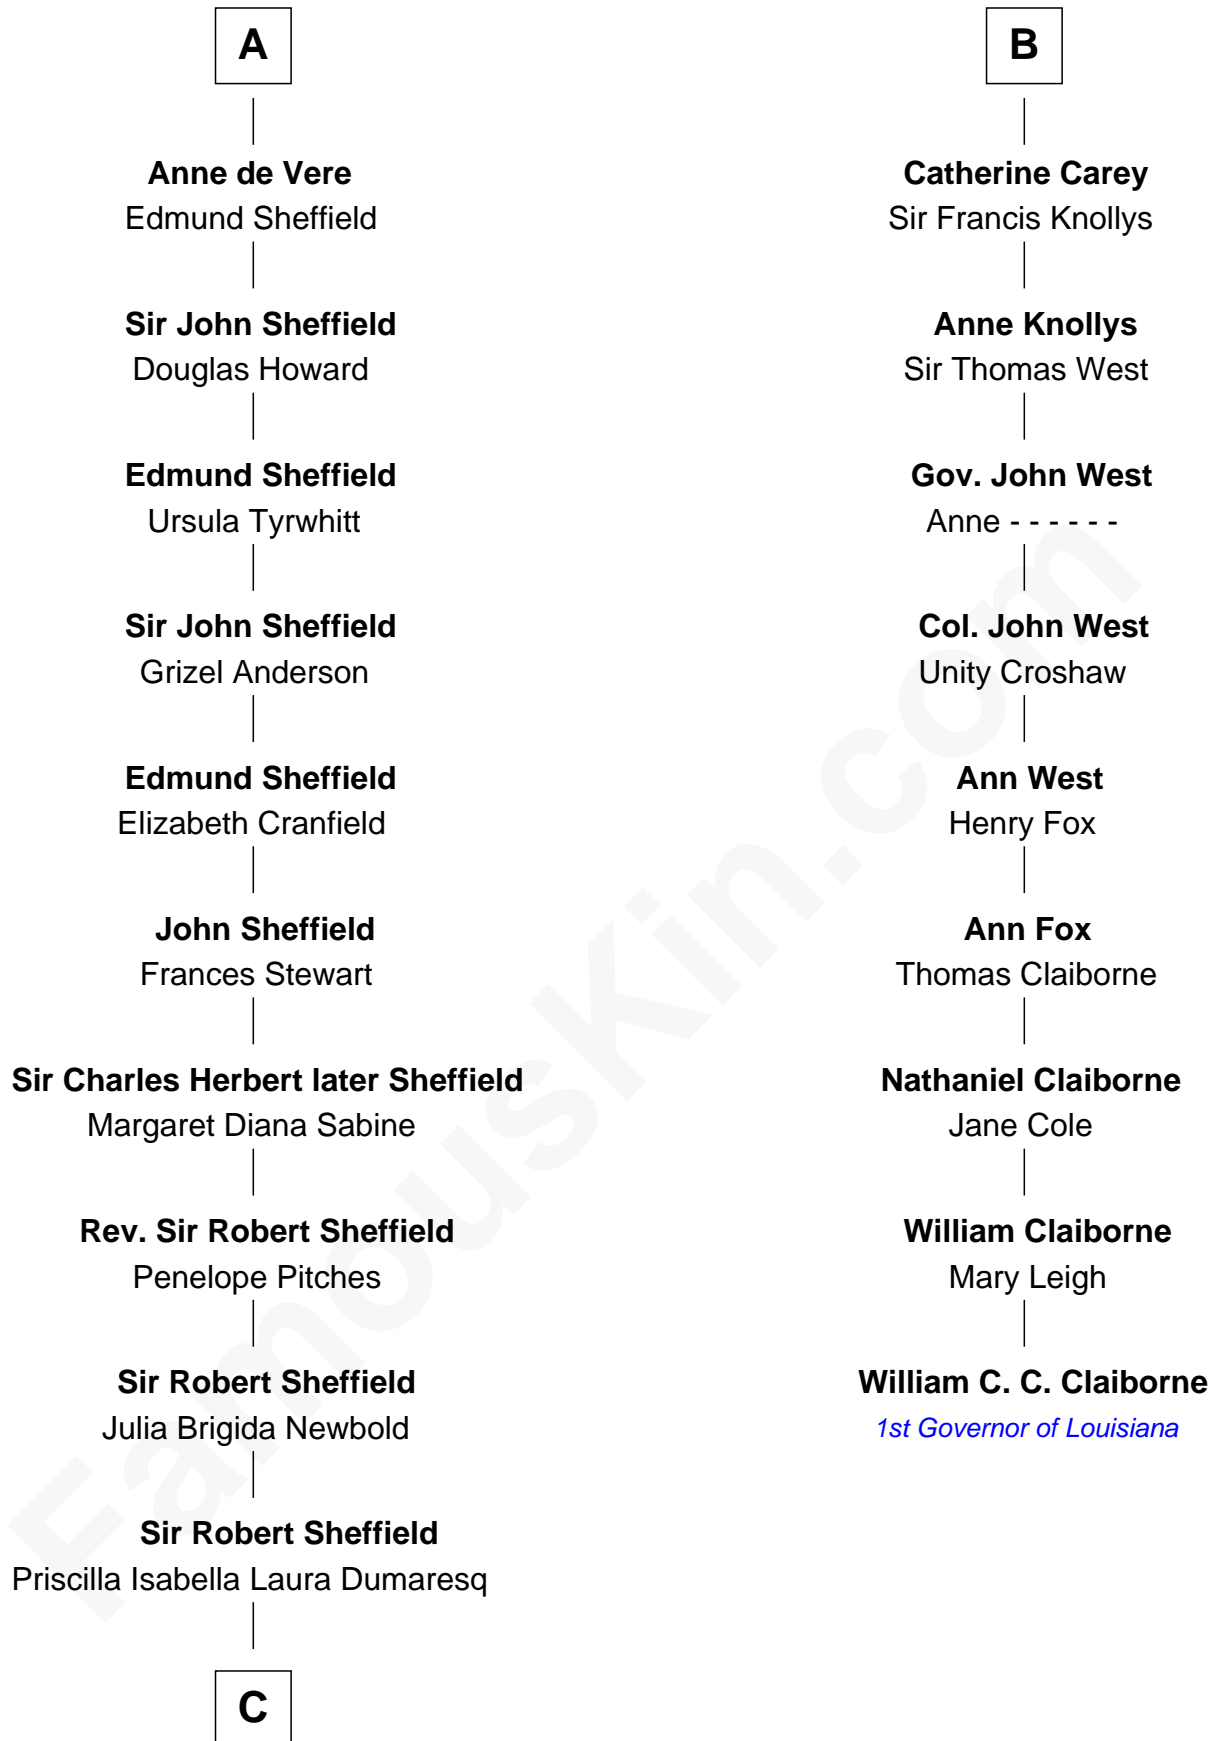 A
Anne de Vere
Edmund Sheffield
Sir John Sheffield
Douglas Howard
Edmund Sheffield
Ursula Tyrwhitt
Sir John Sheffield
Grizel Anderson
Edmund Sheffield
Elizabeth Cranfield
John Sheffield
Frances Stewart
Sir Charles Herbert later Sheffield
Margaret Diana Sabine
Rev. Sir Robert Sheffield
Penelope Pitches
Sir Robert Sheffield
Julia Brigida Newbold
Sir Robert Sheffield
Priscilla Isabella Laura Dumaresq
C
B
Catherine Carey
Sir Francis Knollys
Anne Knollys
Sir Thomas West
Gov. John West
Anne - - - - - -
Col. John West
Unity Croshaw
Ann West
Henry Fox
Ann Fox
Thomas Claiborne
Nathaniel Claiborne
Jane Cole
William Claiborne
Mary Leigh
William C. C. Claiborne
1st Governor of Louisiana
FamousKin.com